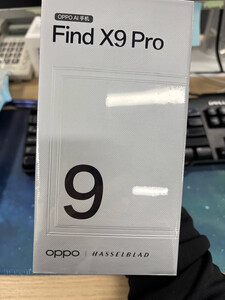 OPPO AI 手机
Find X9 Pro
9
oppo | HASSELBLAD